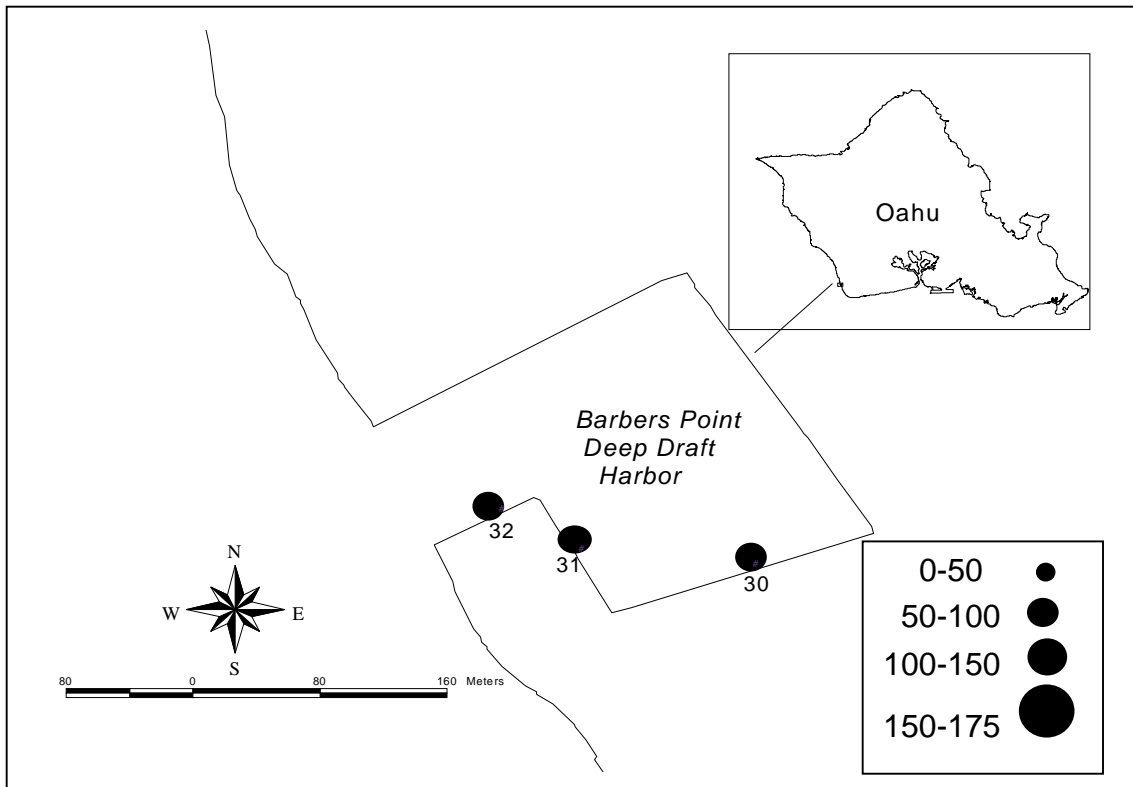 Oahu
Barbers Point
Deep Draft
Harbor
32
31
30
N
W E
S
80 0 80 160 Meters
0-50
50-100
100-150
150-175